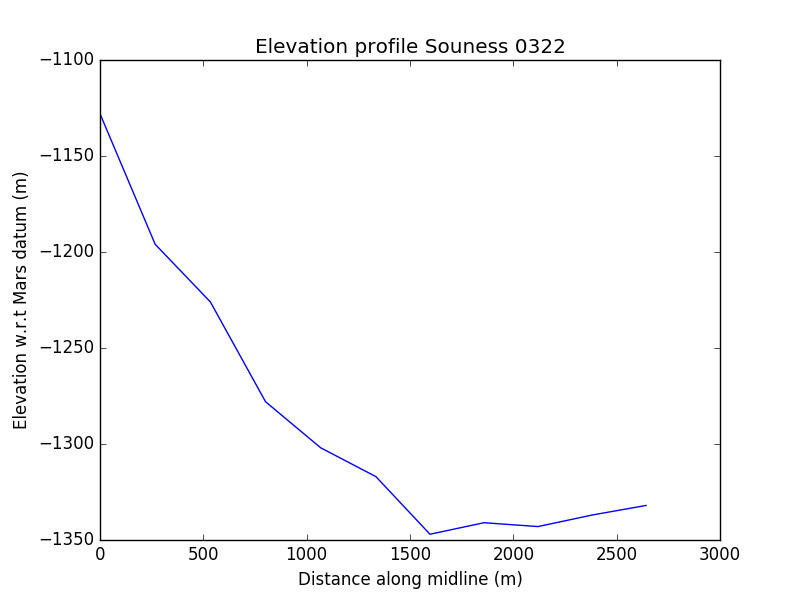 Elevation profile Souness 0322
−1100
−1150
−1200
−1250
−1300
−1350
Elevation w.r.t Mars datum (m)
0 500 1000 1500 2000 2500 3000
Distance along midline (m)